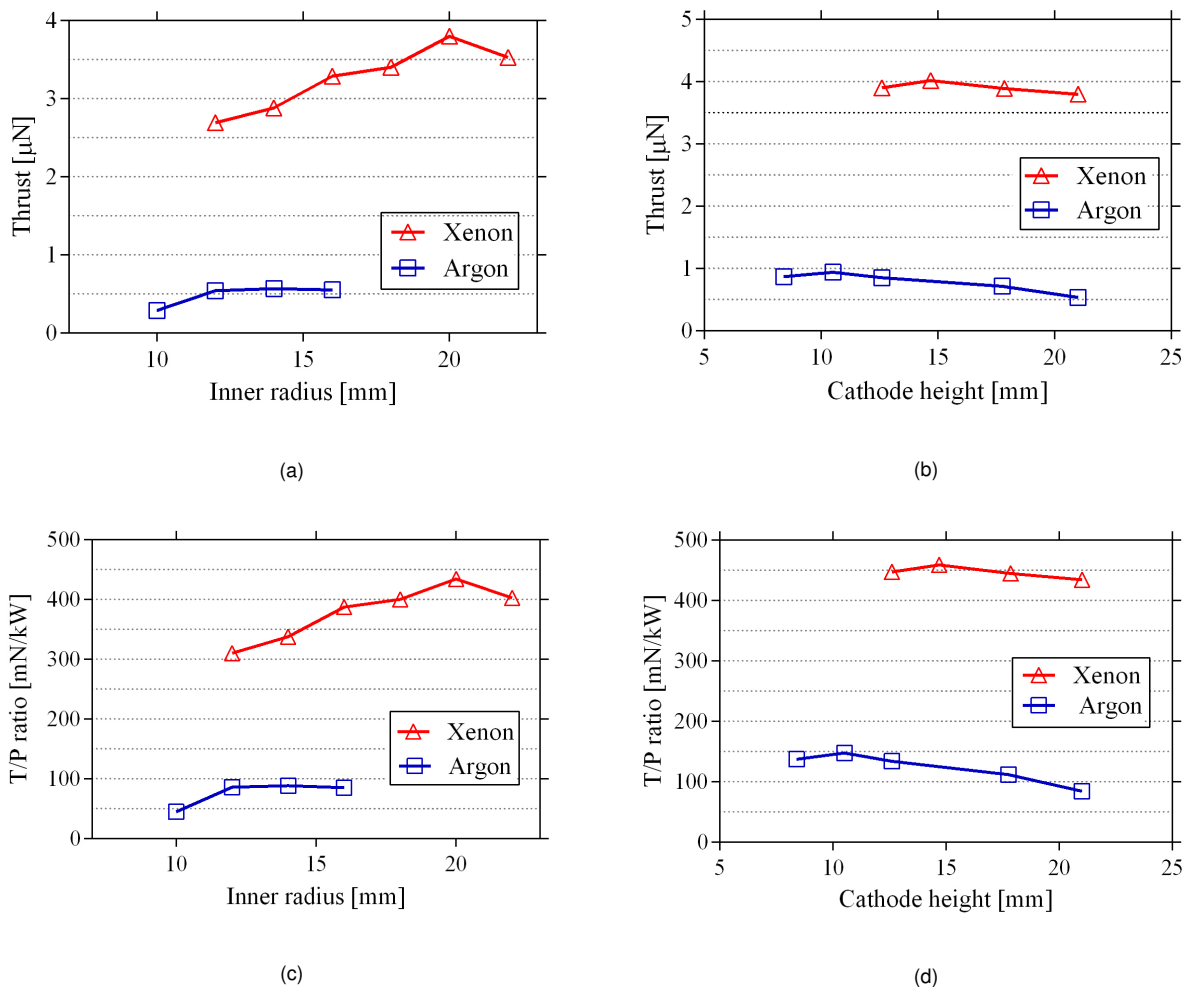 4
3
2
1
0
Thrust [μN]
Xenon
Argon
10
15
20
Inner radius [mm]
(a)
5
4
3
2
1
0
Thrust [μN]
Xenon
Argon
5
10
15
20
25
Cathode height [mm]
(b)
500
400
300
200
100
0
T/P ratio [mN/kW]
Xenon
Argon
10
15
20
Inner radius [mm]
(c)
500
400
300
200
100
0
T/P ratio [mN/kW]
Xenon
Argon
5
10
15
20
25
Cathode height [mm]
(d)